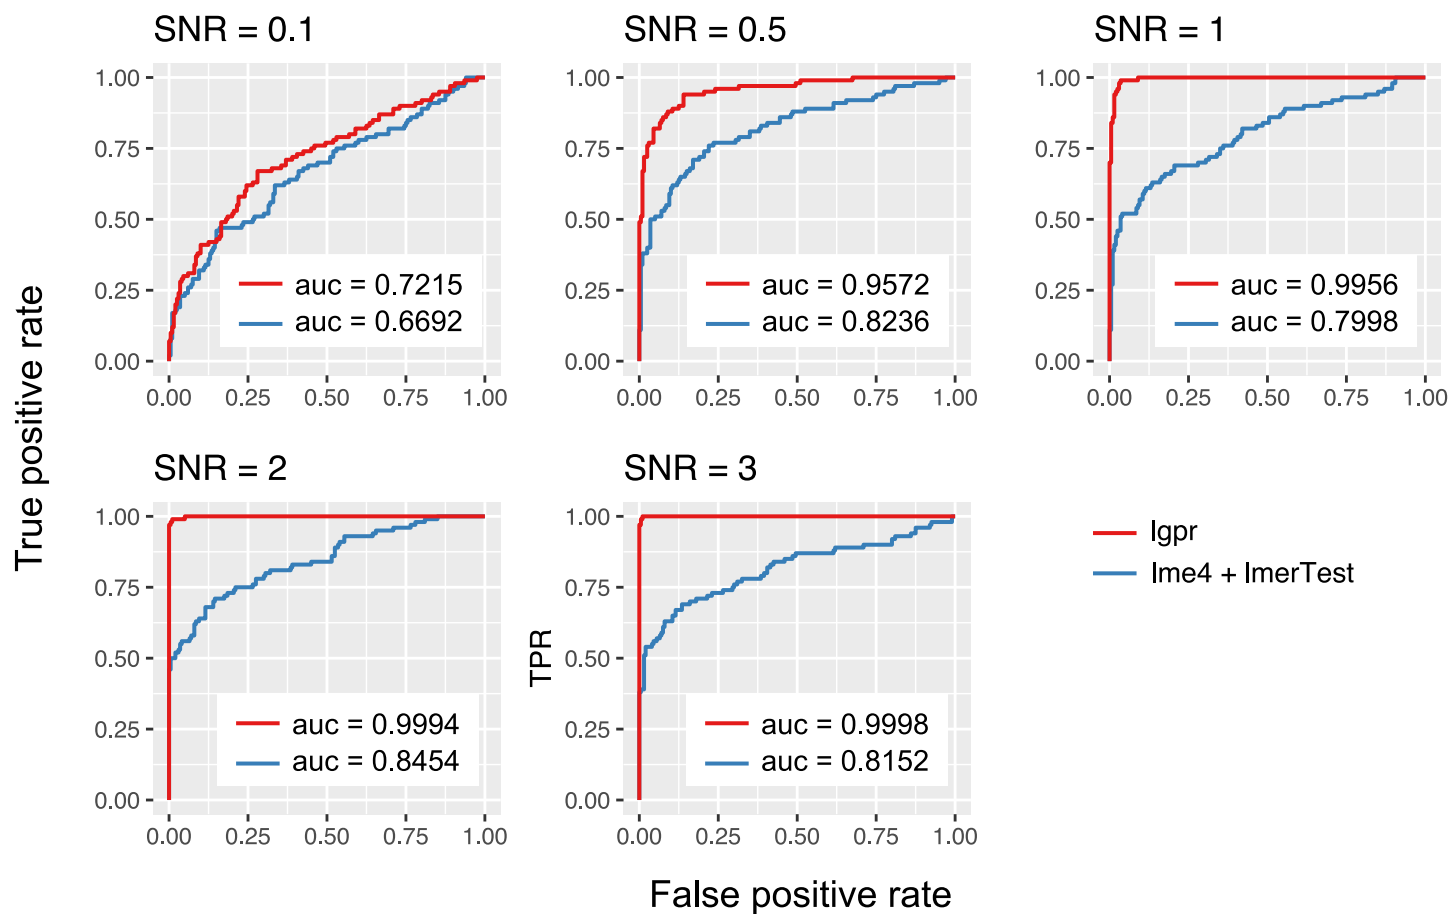 SNR = 0.1
SNR = 0.5
SNR = 1
1.00
0.75
0.50
0.25
0.00
auc = 0.7215
auc = 0.6692
0.00 0.25 0.50 0.75 1.00
1.00
0.75
0.50
0.25
0.00
auc = 0.9572
auc = 0.8236
0.00 0.25 0.50 0.75 1.00
1.00
0.75
0.50
0.25
0.00
auc = 0.9956
auc = 0.7998
0.00 0.25 0.50 0.75 1.00
True positive rate
SNR = 2
SNR = 3
1.00
0.75
0.50
0.25
0.00
auc = 0.9994
auc = 0.8454
0.00 0.25 0.50 0.75 1.00
TPR
1.00
0.75
0.50
0.25
0.00
auc = 0.9998
auc = 0.8152
0.00 0.25 0.50 0.75 1.00
lgpr
lme4 + lmerTest
False positive rate